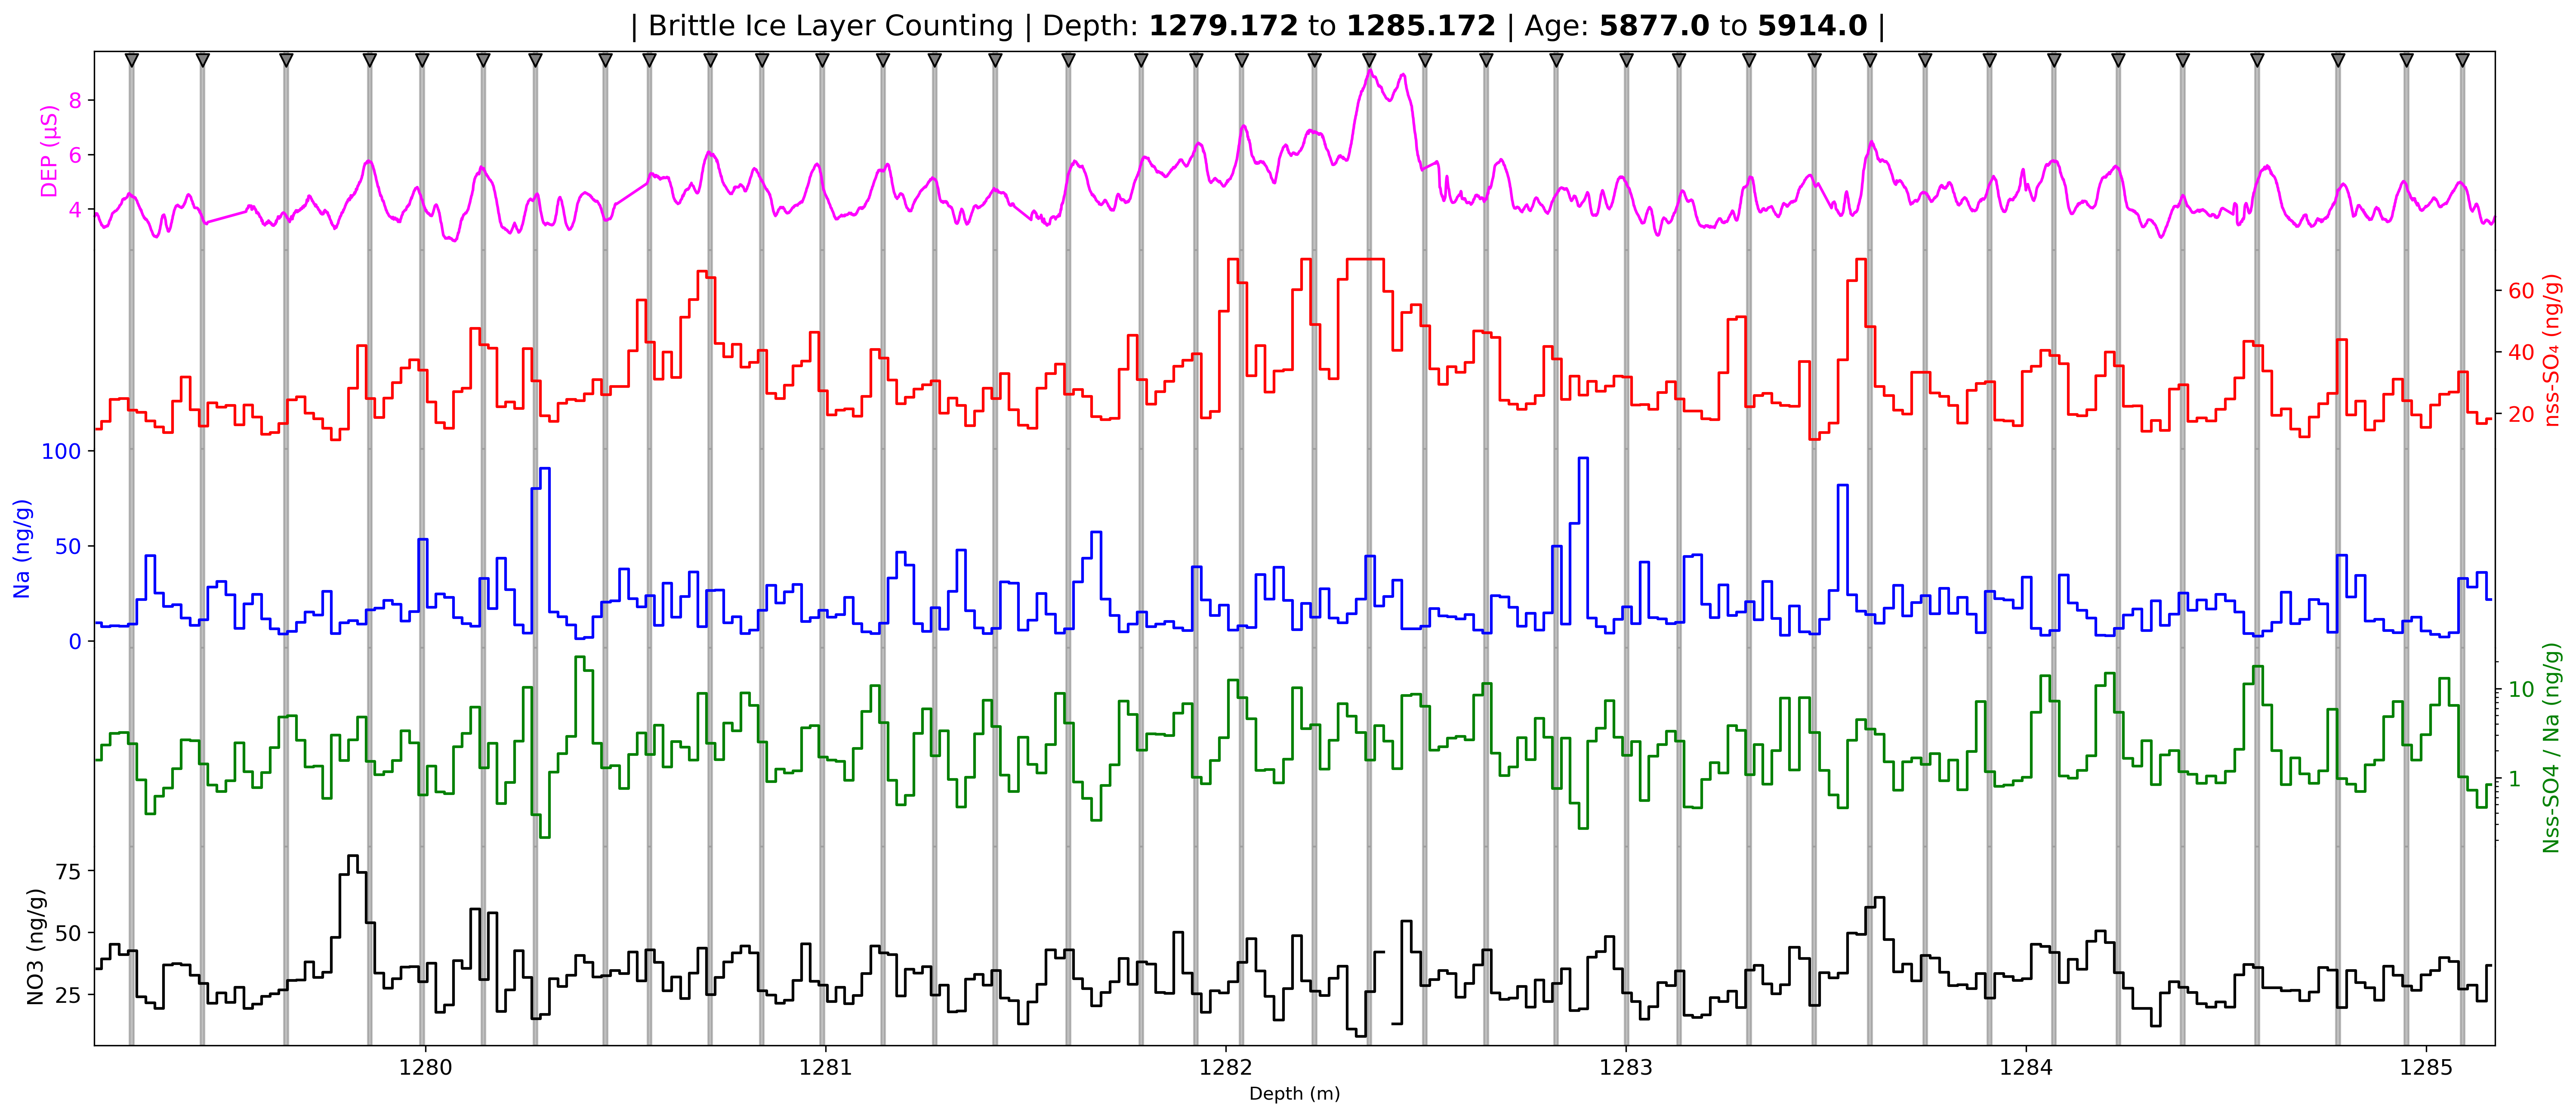 | Brittle Ice Layer Counting | Depth: 1279.172 to 1285.172 | Age: 5877.0 to 5914.0 |
DEP (μS)
8
6
4
60
40
20
nss-SO₄ (ng/g)
100
50
0
Na (ng/g)
10
1
Nss-SO4 / Na (ng/g)
75
50
25
NO3 (ng/g)
1280
1281
1282
1283
1284
1285
Depth (m)